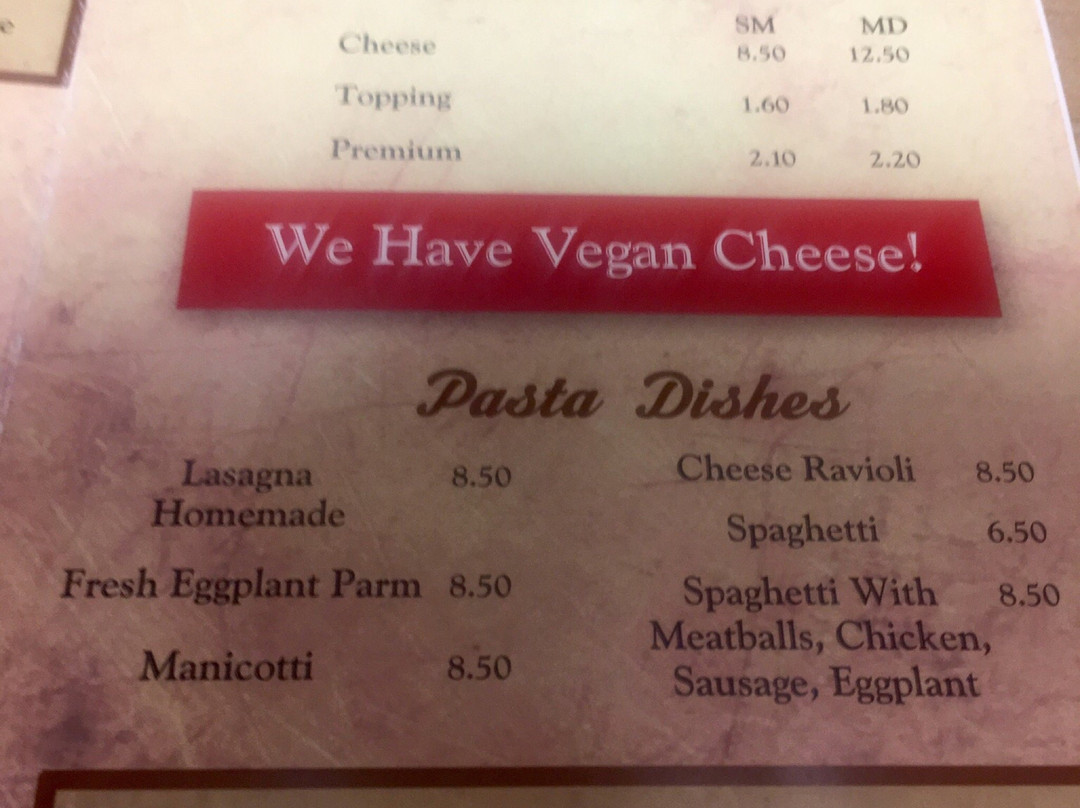 SM MD
Cheese 8.50 12.50
Topping 1.60 1.80
Premium 2.10 2.20
We Have Vegan Cheese!
Pasta Dishes
Lasagna 8.50
Homemade
Fresh Eggplant Parm 8.50
Manicotti 8.50
Cheese Ravioli 8.50
Spaghetti 6.50
Spaghetti With 8.50
Meatballs, Chicken,
Sausage, Eggplant